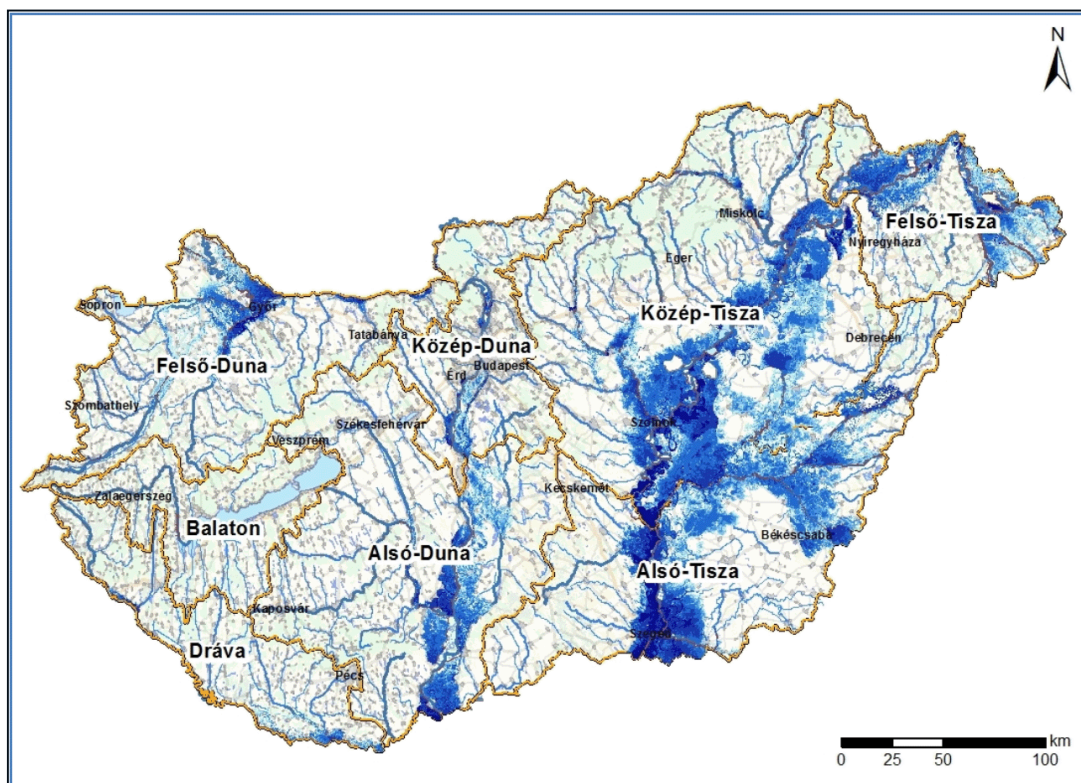 N
Miskolc
Felső-Tisza
Nyíregyháza
Eger
Sopron
Győr
Közép-Tisza
Tatabánya
Közép-Duna
Debrecen
Felső-Duna
Budapest
Érd
Szombathely
Székesfehérvár
Szolnok
Veszprém
Kecskemét
Zalaegerszeg
Balaton
Békéscsaba
Alsó-Duna
Alsó-Tisza
Kaposvár
Szeged
Dráva
Pécs
km
0 25 50 100